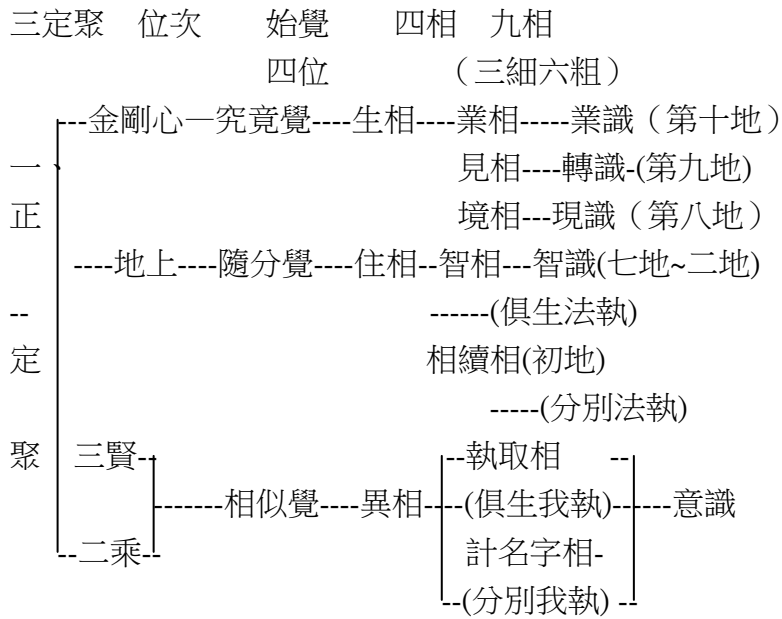 三定聚 位次 始覺 四相 九相
四位 （三細六粗）
---金剛心—究竟覺----生相----業相-----業識（第十地）
一、 見相----轉識-(第九地)
正 境相---現識（第八地）
----地上----隨分覺----住相--智相---智識(七地~二地)
-- ------(俱生法執)
定 相續相(初地)
-----(分別法執)
聚 三賢-- --執取相 --
-------相似覺----異相----(俱生我執)------意識
--二乘-- 計名字相-
--(分別我執) --